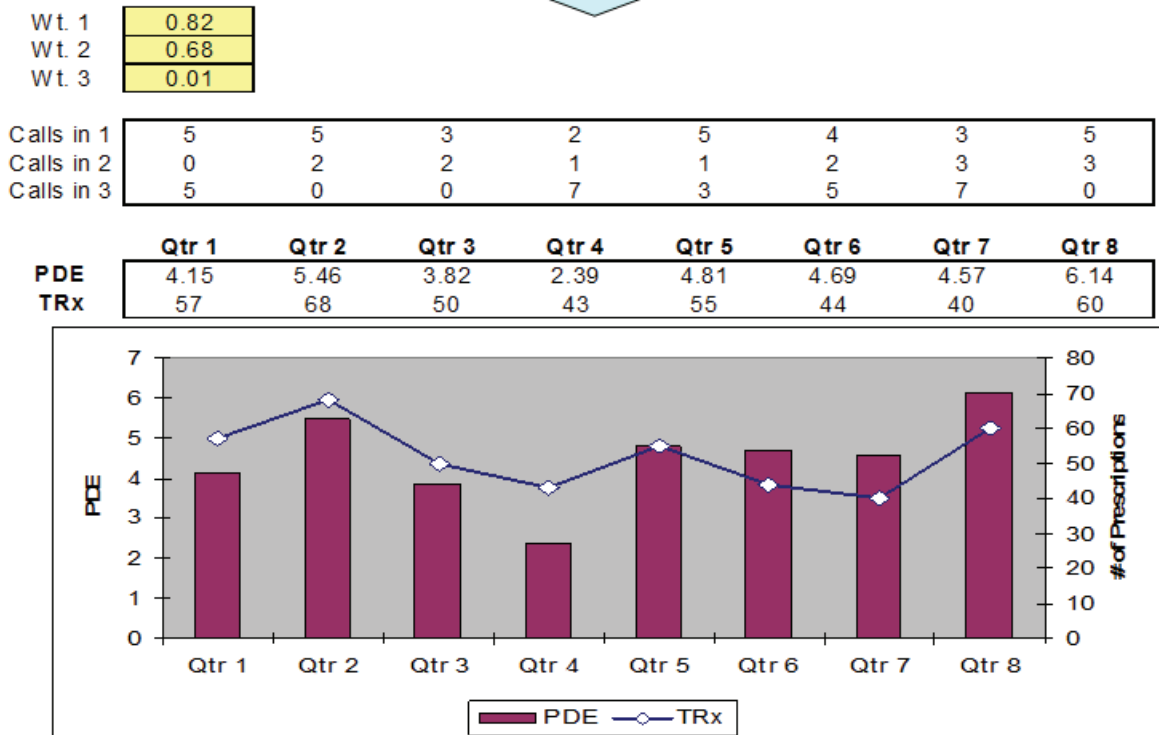 Wt. 1 0.82
Wt. 2 0.68
Wt. 3 0.01
Calls in 1 5 5 3 2 5 4 3 5
Calls in 2 0 2 2 1 1 2 3 3
Calls in 3 5 0 0 7 3 5 7 0
Qtr 1 Qtr 2 Qtr 3 Qtr 4 Qtr 5 Qtr 6 Qtr 7 Qtr 8
PDE 4.15 5.46 3.82 2.39 4.81 4.69 4.57 6.14
TRx 57 68 50 43 55 44 40 60
7 80
6 70
5 60
4 50
3 40
2 30
1 20
0 10
0
PDE
# of Prescriptions
Qtr 1 Qtr 2 Qtr 3 Qtr 4 Qtr 5 Qtr 6 Qtr 7 Qtr 8
PDE TRx